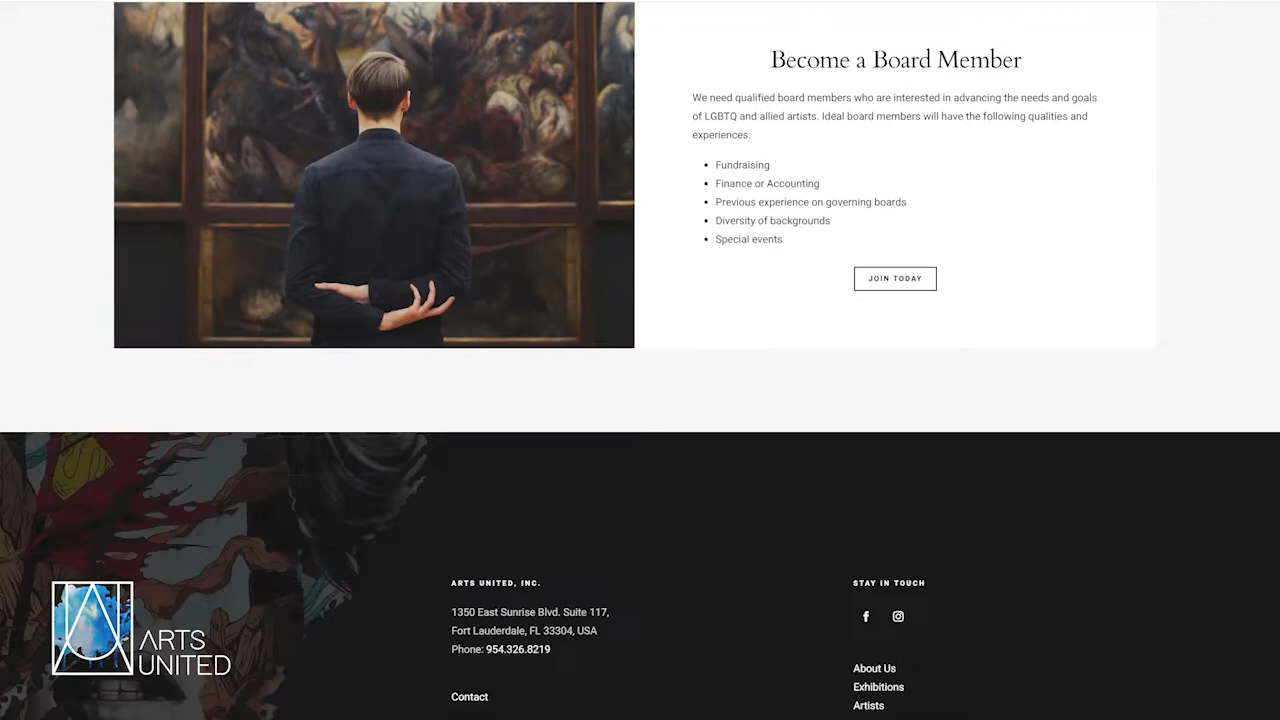 Become a Board Member
We need qualified board members who are interested in advancing the needs and goals
of LGBTQ and allied artists. Ideal board members will have the following qualities and
experiences:
• Fundraising
• Finance or Accounting
• Previous experience on governing boards
• Diversity of backgrounds
• Special events
JOIN TODAY
ARTS
UNITED
ARTS UNITED, INC.
1350 East Sunrise Blvd. Suite 117,
Fort Lauderdale, FL 33304, USA
Phone: 954.326.8219
Contact
STAY IN TOUCH
About Us
Exhibitions
Artists